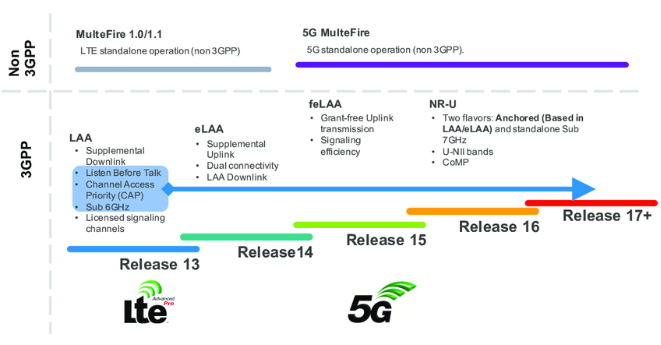 Non
3GPP
MulteFire 1.0/1.1
LTE standalone operation (non 3GPP)
5G MulteFire
5G standalone operation (non 3GPP).
3GPP
LAA
• Supplemental
Downlink
• Listen Before Talk
• Channel Access
Priority (CAP)
• Sub 6GHz
• Licensed signaling
channels
eLAA
• Supplemental
Uplink
• Dual connectivity
• LAA Downlink
feLAA
• Grant-free Uplink
transmission
• Signaling
efficiency
NR-U
• Two flavors: Anchored (Based in
LAA/eLAA) and standalone Sub
7GHz
• U-NII bands
• CoMP
Release 13
Release14
Release 15
Release 16
Release 17+
Lte
Advanced
Pro
5G